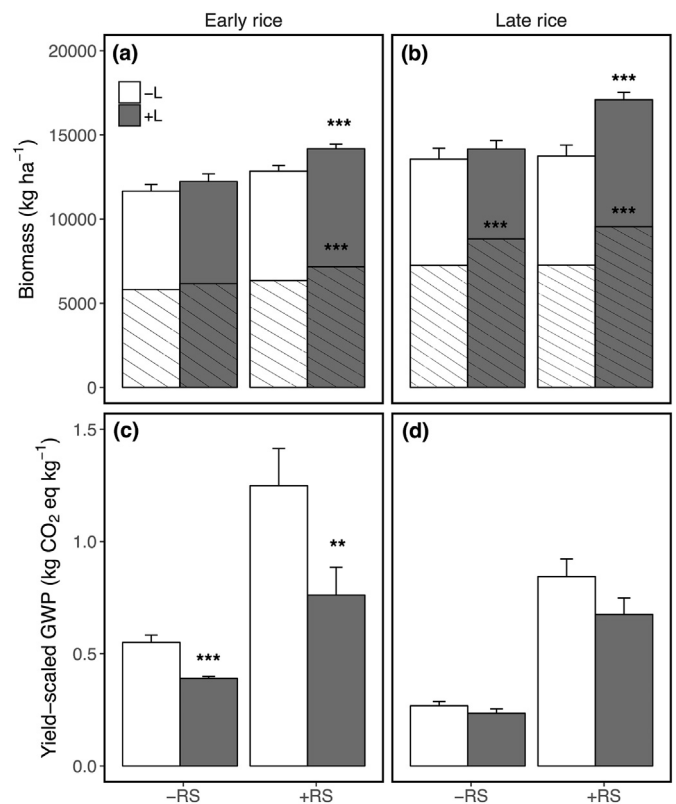 Early rice
Late rice
(a)
(b)
20000
15000
10000
5000
0
Biomass (kg ha⁻¹)
−L
+L
***
***
***
***
***
(c)
(d)
1.5
1.0
0.5
0.0
Yield−scaled GWP (kg CO₂ eq kg⁻¹)
***
**
−RS
+RS
−RS
+RS